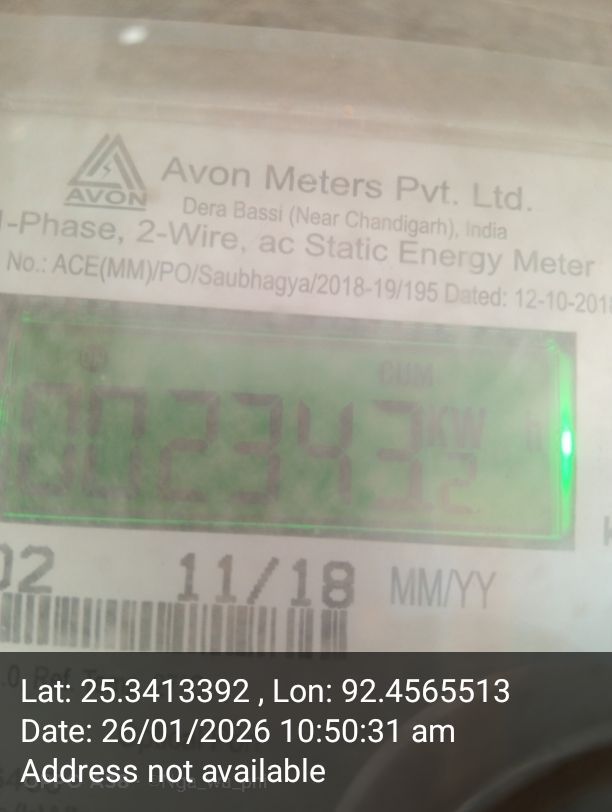 AVON
Avon Meters Pvt. Ltd.
Dera Bassi (Near Chandigarh), India
1-Phase, 2-Wire, ac Static Energy Meter
No.: ACE(MM)/PO/Saubhagya/2018-19/195 Dated: 12-10-201
CUM
002343 kW h
02 11/18 MM/YY
Lat: 25.3413392 , Lon: 92.4565513
Date: 26/01/2026 10:50:31 am
Address not available